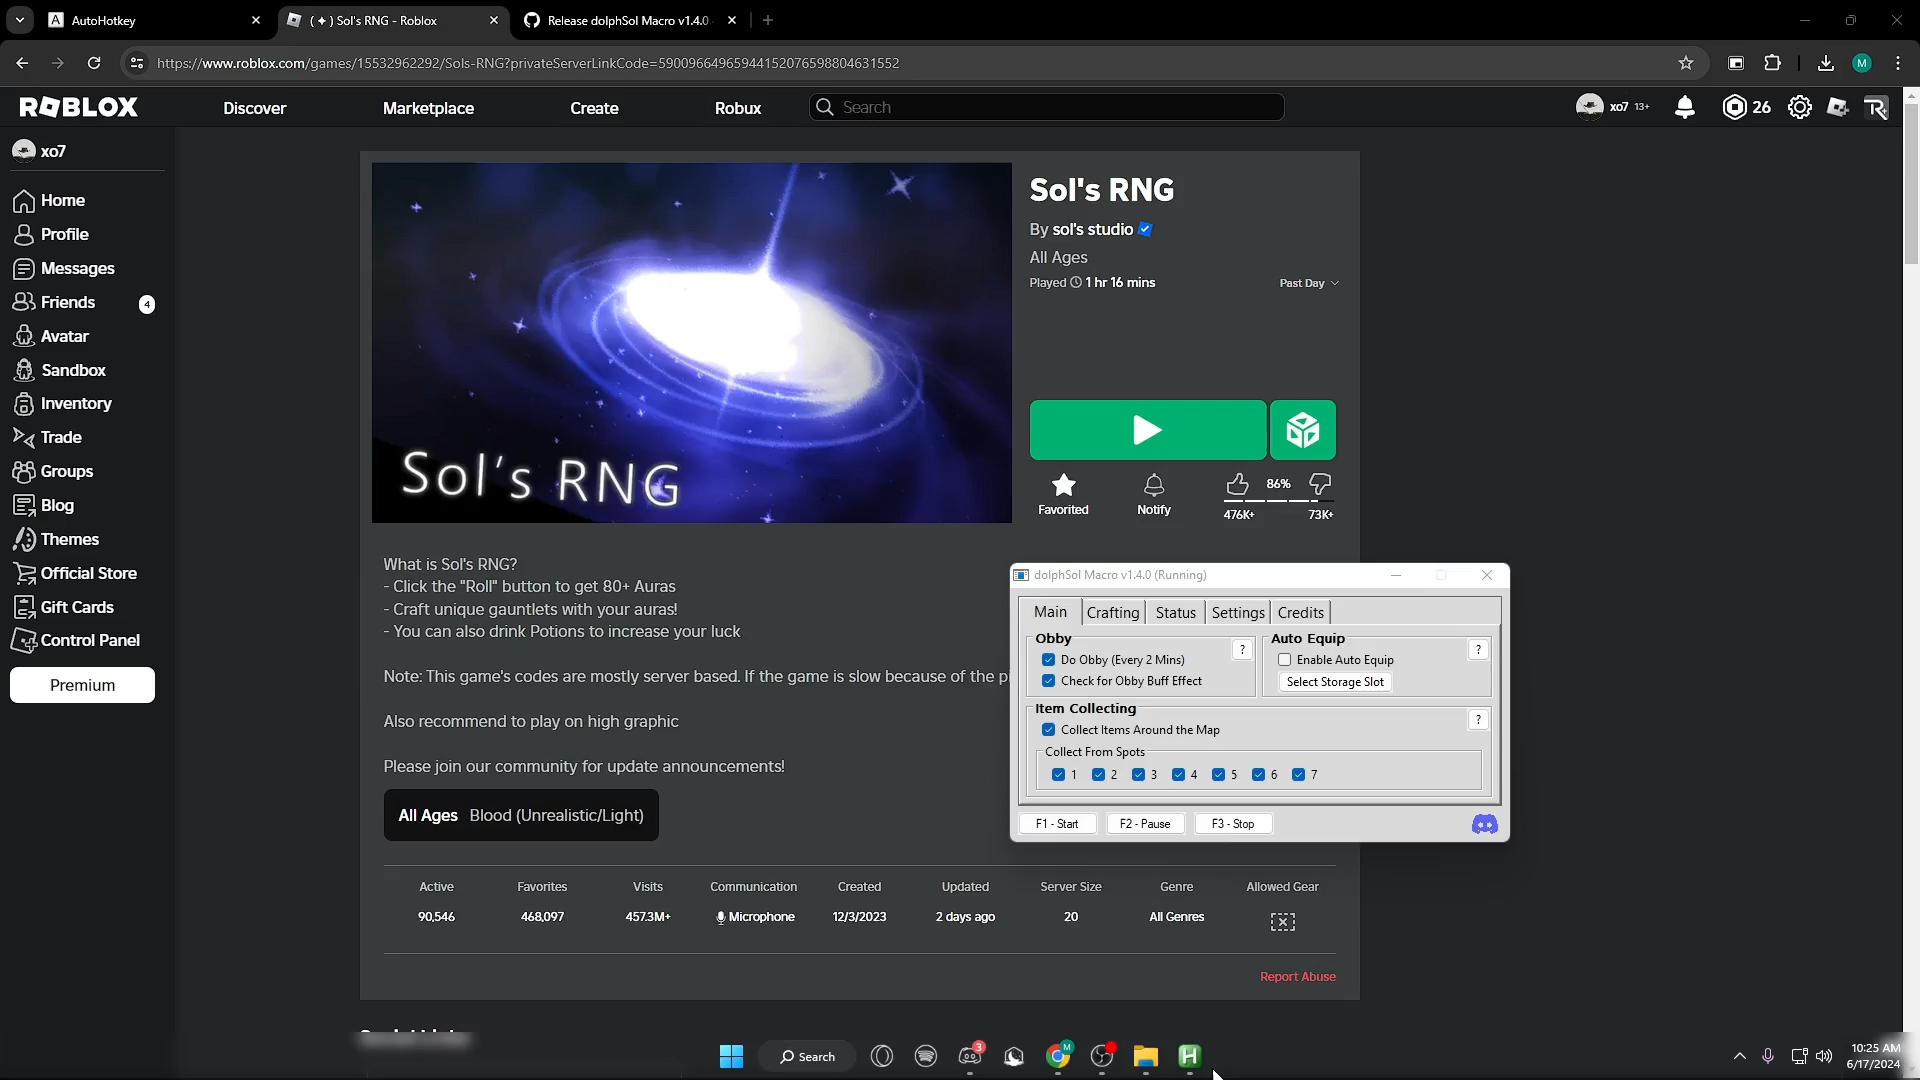 AutoHotkey
( ✦ ) Sol's RNG - Roblox
Release dolphSol Macro v1.4.0
https://www.roblox.com/games/15532962292/Sols-RNG?privateServerLinkCode=59009664965944152076598804631552
M
ROBLOX
Discover
Marketplace
Create
Robux
Search
xo7 13+
26
xo7
Home
Profile
Messages
Friends
4
Avatar
Sandbox
Inventory
Trade
Groups
Blog
Themes
Official Store
Gift Cards
Control Panel
Premium
Sol's RNG
Sol's RNG
By sol's studio
All Ages
Played 1 hr 16 mins
Past Day
Favorited
Notify
86%
476K+
73K+
What is Sol's RNG?
- Click the "Roll" button to get 80+ Auras
- Craft unique gauntlets with your auras!
- You can also drink Potions to increase your luck
Note: This game's codes are mostly server based. If the game is slow because of the
Also recommend to play on high graphic
Please join our community for update announcements!
All Ages Blood (Unrealistic/Light)
dolphSol Macro v1.4.0 (Running)
Main
Crafting
Status
Settings
Credits
Obby
?
Do Obby (Every 2 Mins)
Check for Obby Buff Effect
Auto Equip
?
Enable Auto Equip
Select Storage Slot
Item Collecting
?
Collect Items Around the Map
Collect From Spots
1 2 3 4 5 6 7
F1 - Start
F2 - Pause
F3 - Stop
Active Favorites Visits Communication Created Updated Server Size Genre Allowed Gear
90,546 468,097 457.3M+ Microphone 12/3/2023 2 days ago 20 All Genres
Report Abuse
Search
3
M
H
10:25 AM
6/17/2024